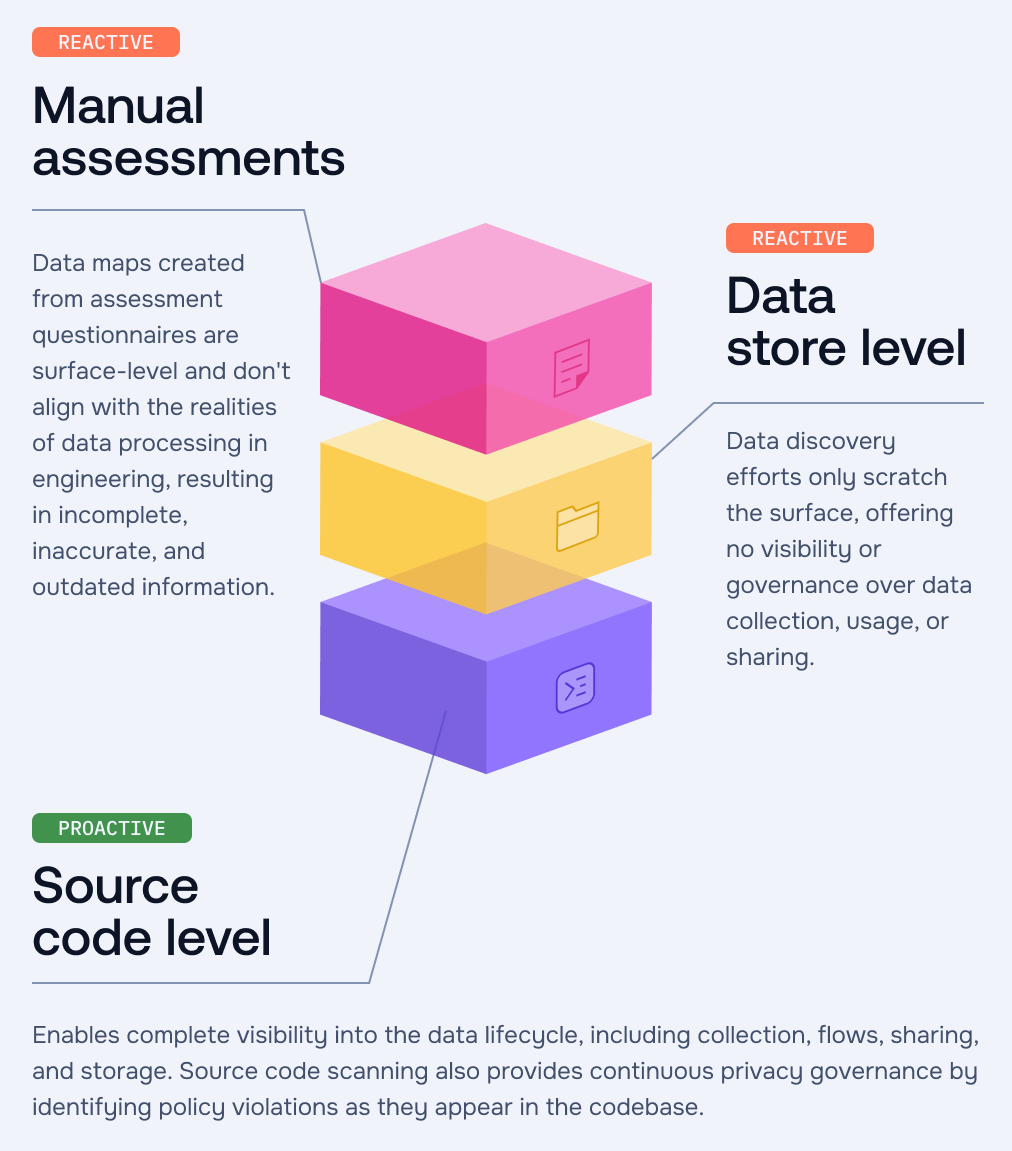 REACTIVE
Manual
assessments
Data maps created
from assessment
questionnaires are
surface-level and don't
align with the realities
of data processing in
engineering, resulting
in incomplete,
inaccurate, and
outdated information.
REACTIVE
Data
store level
Data discovery
efforts only scratch
the surface, offering
no visibility or
governance over data
collection, usage, or
sharing.
PROACTIVE
Source
code level
Enables complete visibility into the data lifecycle, including collection, flows, sharing,
and storage. Source code scanning also provides continuous privacy governance by
identifying policy violations as they appear in the codebase.